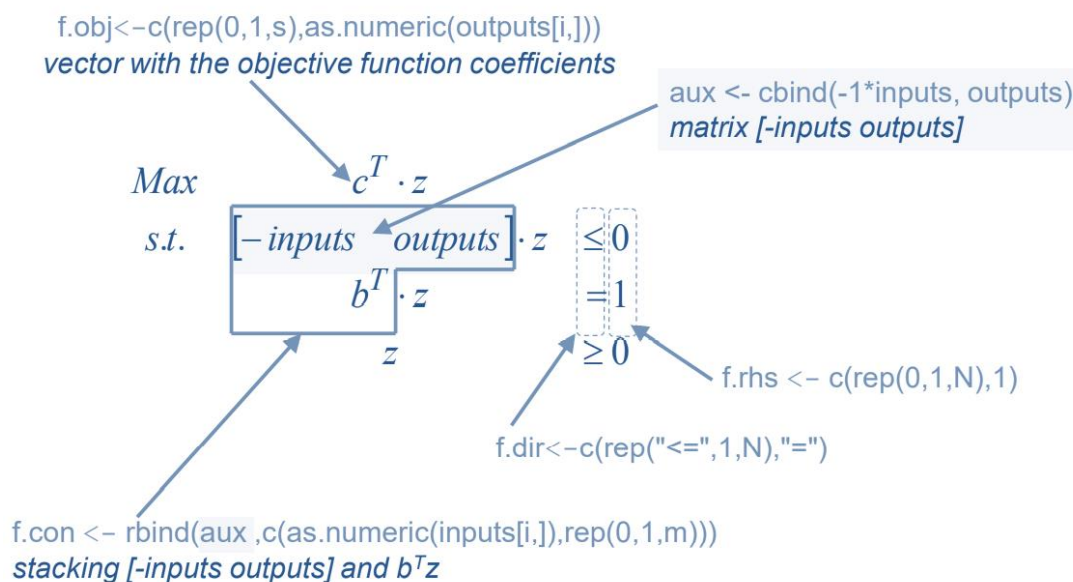 f.obj<-c(rep(0,1,s),as.numeric(outputs[i,]))
vector with the objective function coefficients
aux <- cbind(-1*inputs, outputs)
matrix [-inputs outputs]
Max c^T · z
s.t. [- inputs outputs] · z ≤ 0
b^T · z = 1
z ≥ 0
f.rhs <- c(rep(0,1,N),1)
f.dir<-c(rep("<=",1,N),"=")
f.con <- rbind(aux ,c(as.numeric(inputs[i,]),rep(0,1,m)))
stacking [-inputs outputs] and b^Tz